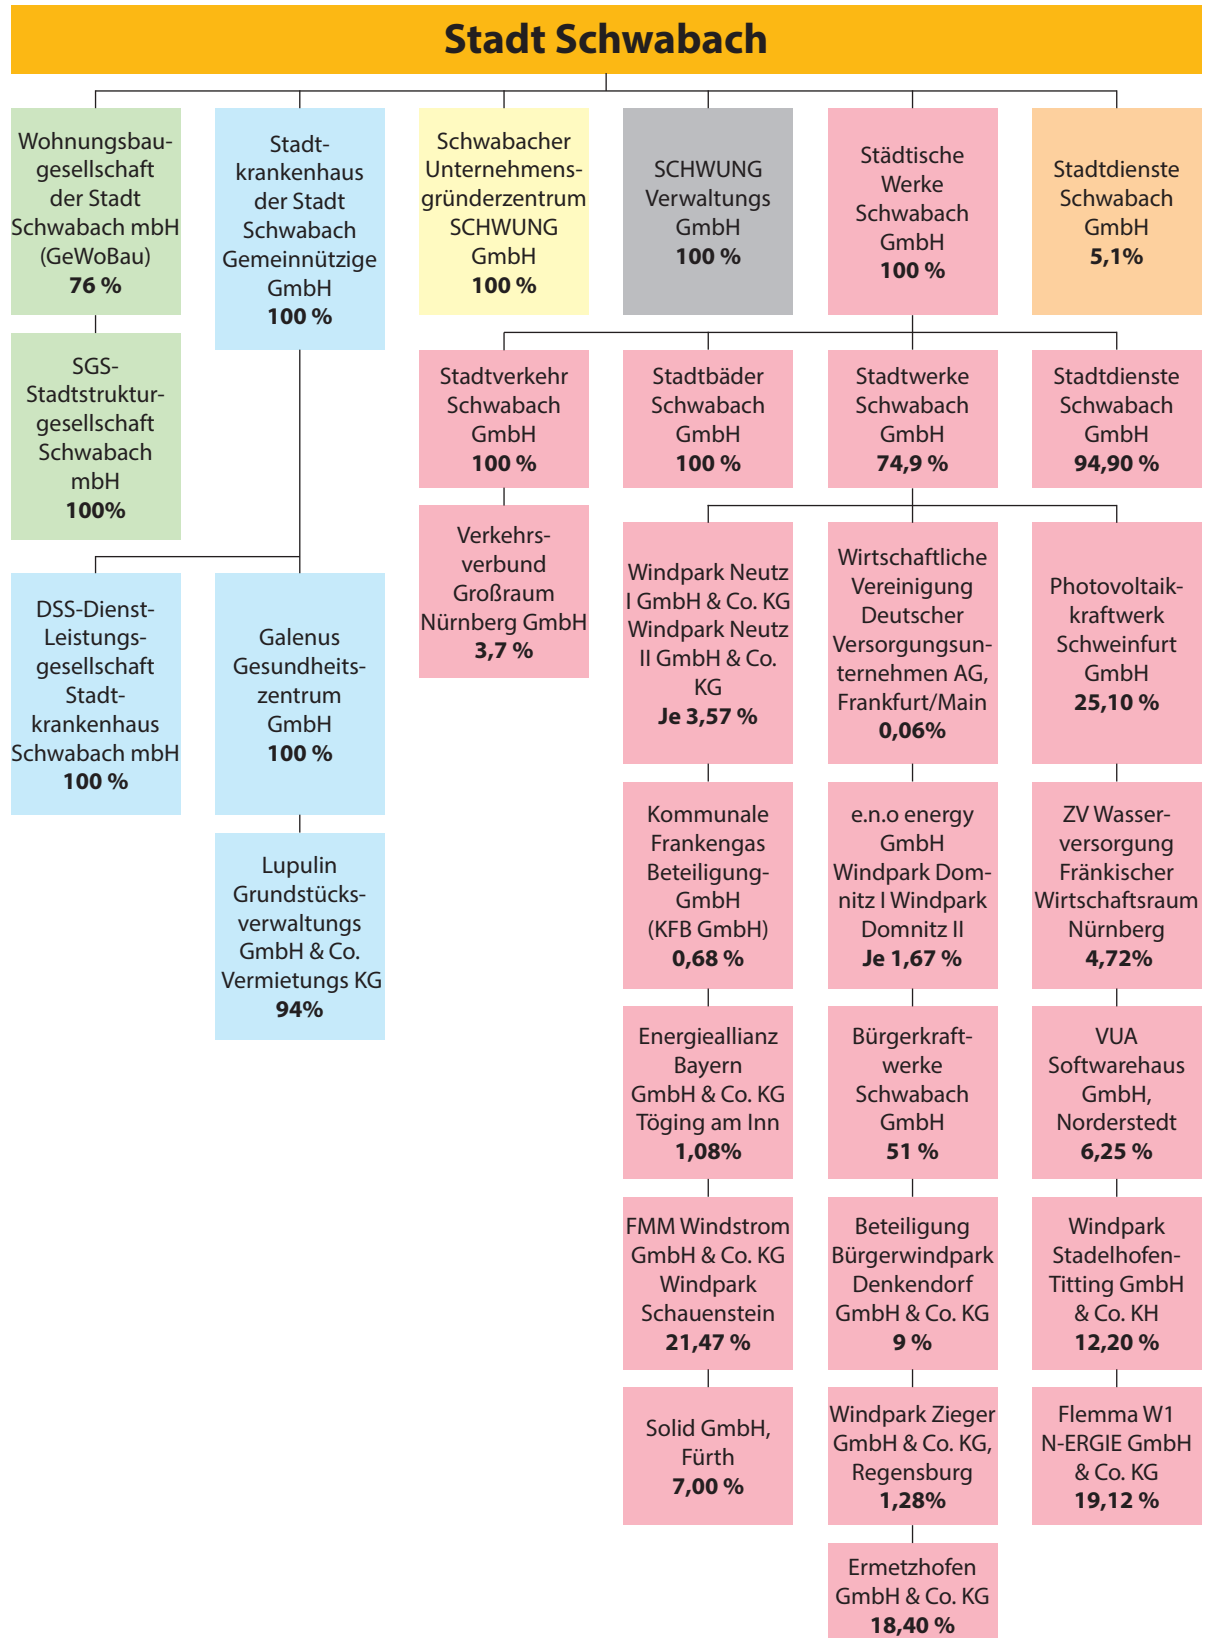 Stadt Schwabach
Wohnungsbau-
gesellschaft
der Stadt
Schwabach mbH
(GeWoBau)
76 %
Stadt-
krankenhaus
der Stadt
Schwabach
Gemeinnützige
GmbH
100 %
Schwabacher
Unternehmens-
gründerzentrum
SCHWUNG
GmbH
100 %
SCHWUNG
Verwaltungs
GmbH
100 %
Städtische
Werke
Schwabach
GmbH
100 %
Stadtdienste
Schwabach
GmbH
5,1%
SGS-
Stadtstruktur-
gesellschaft
Schwabach
mbH
100%
Stadtverkehr
Schwabach
GmbH
100 %
Stadtbäder
Schwabach
GmbH
100 %
Stadtwerke
Schwabach
GmbH
74,9 %
Stadtdienste
Schwabach
GmbH
94,90 %
Verkehrs-
verbund
Großraum
Nürnberg GmbH
3,7 %
Windpark Neutz
I GmbH & Co. KG
Windpark Neutz
II GmbH & Co.
KG
Je 3,57 %
Wirtschaftliche
Vereinigung
Deutscher
Versorgungsun-
ternehmen AG,
Frankfurt/Main
0,06%
Photovoltaik-
kraftwerk
Schweinfurt
GmbH
25,10 %
DSS-Dienst-
Leistungs-
gesellschaft
Stadt-
krankenhaus
Schwabach mbH
100 %
Galenus
Gesundheits-
zentrum
GmbH
100 %
Kommunale
Frankengas
Beteiligung-
GmbH
(KFB GmbH)
0,68 %
e.n.o energy
GmbH
Windpark Dom-
nitz I Windpark
Domnitz II
Je 1,67 %
ZV Wasser-
versorgung
Fränkischer
Wirtschaftsraum
Nürnberg
4,72%
Lupulin
Grundstücks-
verwaltungs
GmbH & Co.
Vermietungs KG
94%
Energieallianz
Bayern
GmbH & Co. KG
Töging am Inn
1,08%
Bürgerkraft-
werke
Schwabach
GmbH
51 %
VUA
Softwarehaus
GmbH,
Norderstedt
6,25 %
FMM Windstrom
GmbH & Co. KG
Windpark
Schauenstein
21,47 %
Beteiligung
Bürgerwindpark
Denkendorf
GmbH & Co. KG
9 %
Windpark
Stadelhofen-
Titting GmbH
& Co. KH
12,20 %
Solid GmbH,
Fürth
7,00 %
Windpark Zieger
GmbH & Co. KG,
Regensburg
1,28%
Flemma W1
N-ERGIE GmbH
& Co. KG
19,12 %
Ermetzhofen
GmbH & Co. KG
18,40 %